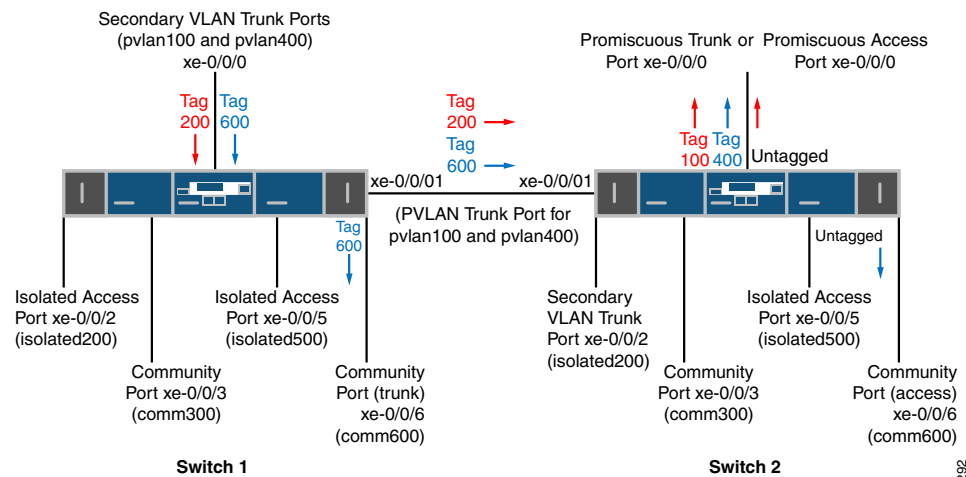 Secondary VLAN Trunk Ports
(pvlan100 and pvlan400)
xe-0/0/0
Promiscuous Trunk or
Port xe-0/0/0
Promiscuous Access
Port xe-0/0/0
Tag
200
Tag
600
Tag
200
Tag
600
Tag
100
Tag
400
Untagged
xe-0/0/01
xe-0/0/01
(PVLAN Trunk Port for
pvlan100 and pvlan400)
Tag
600
Untagged
Isolated Access
Port xe-0/0/2
(isolated200)
Isolated Access
Port xe-0/0/5
(isolated500)
Secondary
VLAN Trunk
Port xe-0/0/2
(isolated200)
Isolated Access
Port xe-0/0/5
(isolated500)
Community
Port xe-0/0/3
(comm300)
Community
Port (trunk)
xe-0/0/6
(comm600)
Community
Port xe-0/0/3
(comm300)
Community
Port (access)
xe-0/0/6
(comm600)
Switch 1
Switch 2
292